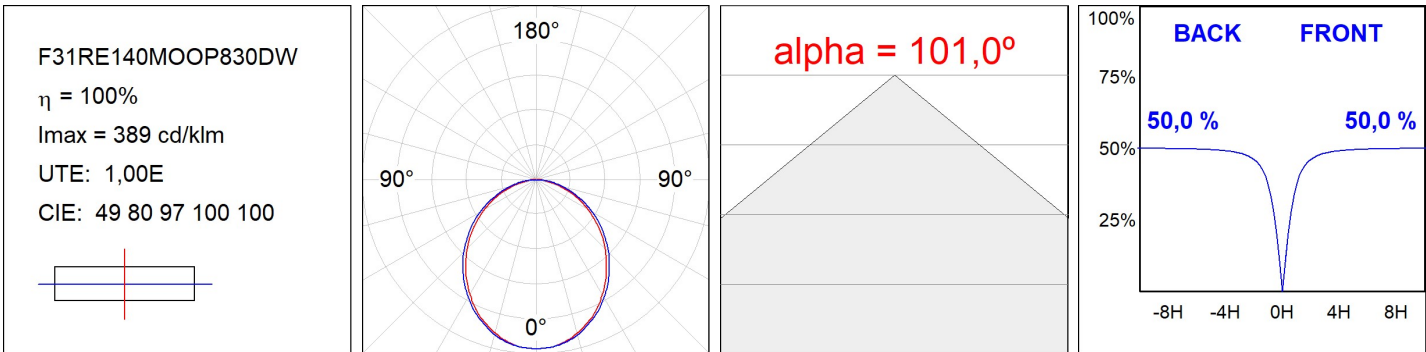 F31RE140MOOP830DW
η = 100%
Imax = 389 cd/klm
UTE: 1,00E
CIE: 49 80 97 100 100
180°
90° 90°
0°
alpha = 101,0º
100%
BACK FRONT
75%
50,0 % 50,0 %
50%
25%
-8H -4H 0H 4H 8H